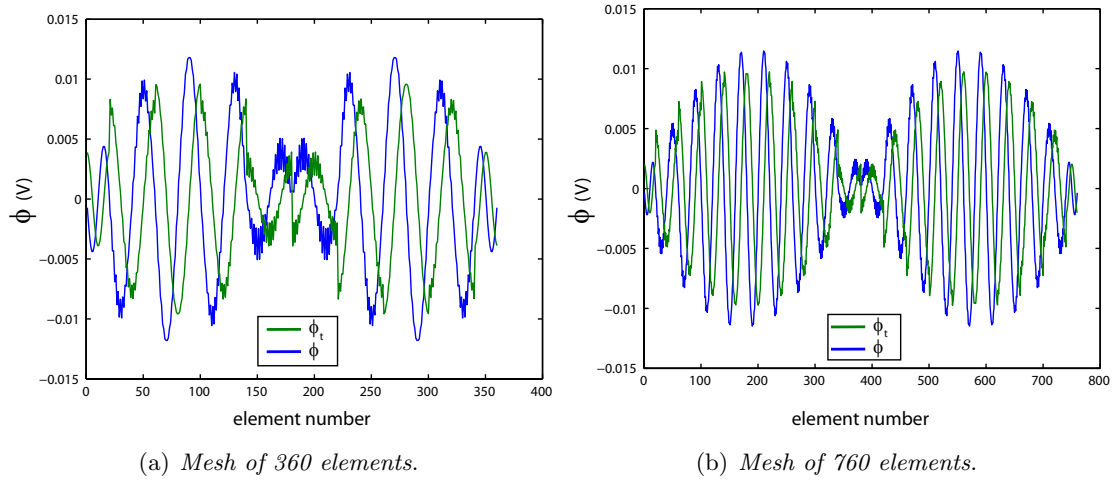 0.015
0.01
0.005
0
−0.005
−0.01
−0.015
ϕ (V)
0 50 100 150 200 250 300 350 400
element number
ϕt
ϕ
(a) Mesh of 360 elements.
0.015
0.01
0.005
0
−0.005
−0.01
−0.015
ϕ (V)
0 100 200 300 400 500 600 700 800
element number
ϕt
ϕ
(b) Mesh of 760 elements.